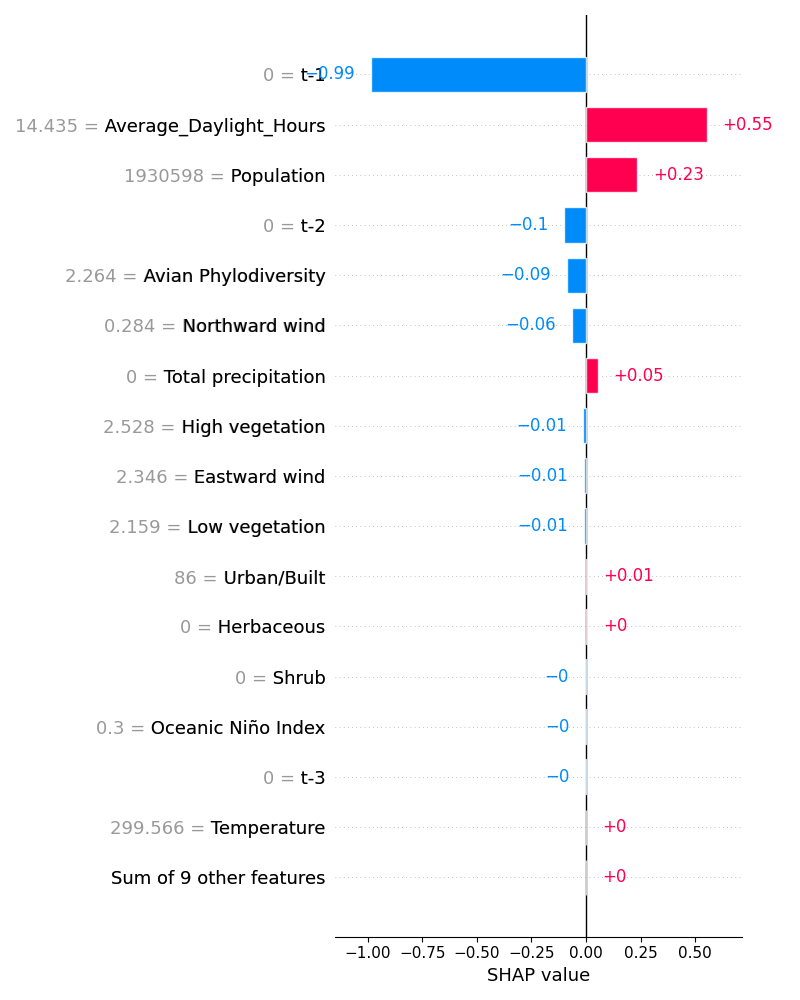 0 = t-1 −0.99
14.435 = Average_Daylight_Hours +0.55
1930598 = Population +0.23
0 = t-2 −0.1
2.264 = Avian Phylodiversity −0.09
0.284 = Northward wind −0.06
0 = Total precipitation +0.05
2.528 = High vegetation −0.01
2.346 = Eastward wind −0.01
2.159 = Low vegetation −0.01
86 = Urban/Built +0.01
0 = Herbaceous +0
0 = Shrub −0
0.3 = Oceanic Niño Index −0
0 = t-3 −0
299.566 = Temperature +0
Sum of 9 other features +0
−1.00 −0.75 −0.50 −0.25 0.00 0.25 0.50
SHAP value